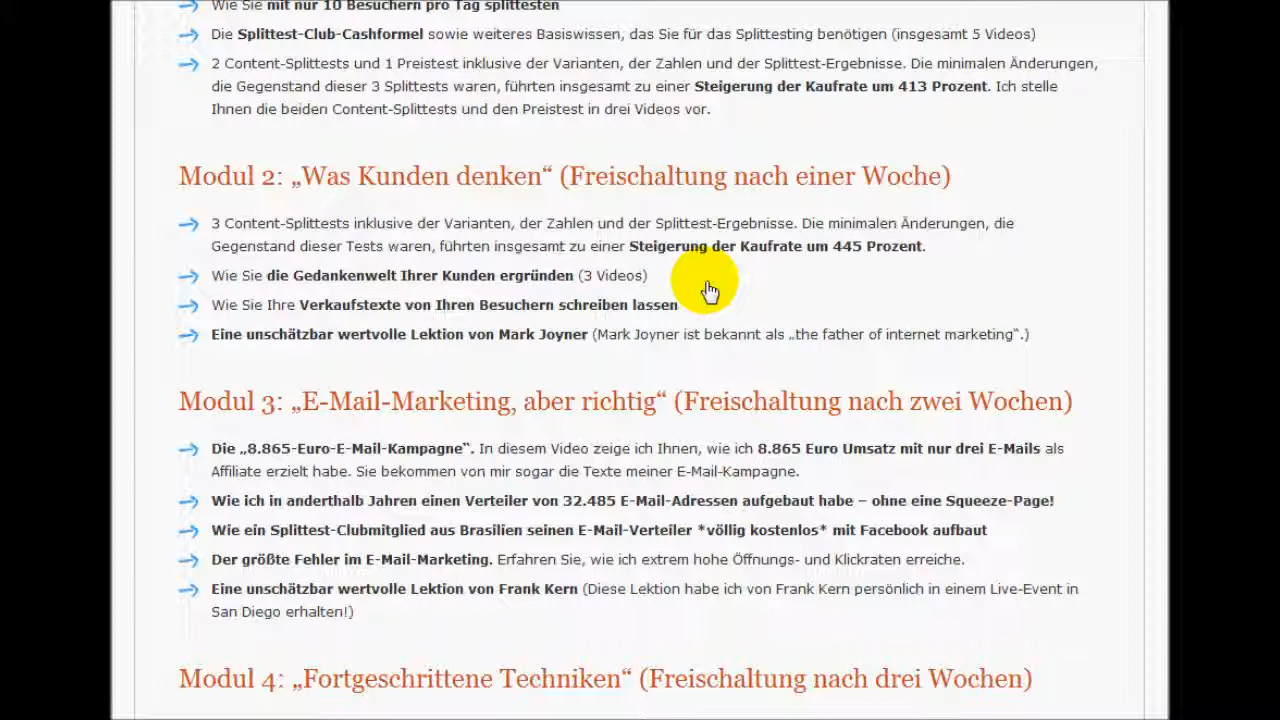 Wie Sie mit nur 10 Besuchern pro Tag splittesten
Die Splittest-Club-Cashformel sowie weiteres Basiswissen, das Sie für das Splittesting benötigen (insgesamt 5 Videos)
2 Content-Splittests und 1 Preistest inklusive der Varianten, der Zahlen und der Splittest-Ergebnisse. Die minimalen Änderungen,
die Gegenstand dieser 3 Splittests waren, führten insgesamt zu einer Steigerung der Kaufrate um 413 Prozent. Ich stelle
Ihnen die beiden Content-Splittests und den Preistest in drei Videos vor.
Modul 2: „Was Kunden denken“ (Freischaltung nach einer Woche)
3 Content-Splittests inklusive der Varianten, der Zahlen und der Splittest-Ergebnisse. Die minimalen Änderungen, die
Gegenstand dieser Tests waren, führten insgesamt zu einer Steigerung der Kaufrate um 445 Prozent.
Wie Sie die Gedankenwelt Ihrer Kunden ergründen (3 Videos)
Wie Sie Ihre Verkaufstexte von Ihren Besuchern schreiben lassen
Eine unschätzbar wertvolle Lektion von Mark Joyner (Mark Joyner ist bekannt als „the father of internet marketing“.)
Modul 3: „E-Mail-Marketing, aber richtig“ (Freischaltung nach zwei Wochen)
Die „8.865-Euro-E-Mail-Kampagne“. In diesem Video zeige ich Ihnen, wie ich 8.865 Euro Umsatz mit nur drei E-Mails als
Affiliate erzielt habe. Sie bekommen von mir sogar die Texte meiner E-Mail-Kampagne.
Wie ich in anderthalb Jahren einen Verteiler von 32.485 E-Mail-Adressen aufgebaut habe – ohne eine Squeeze-Page!
Wie ein Splittest-Clubmitglied aus Brasilien seinen E-Mail-Verteiler *völlig kostenlos* mit Facebook aufbaut
Der größte Fehler im E-Mail-Marketing. Erfahren Sie, wie ich extrem hohe Öffnungs- und Klickraten erreiche.
Eine unschätzbar wertvolle Lektion von Frank Kern (Diese Lektion habe ich von Frank Kern persönlich in einem Live-Event in
San Diego erhalten!)
Modul 4: „Fortgeschrittene Techniken“ (Freischaltung nach drei Wochen)